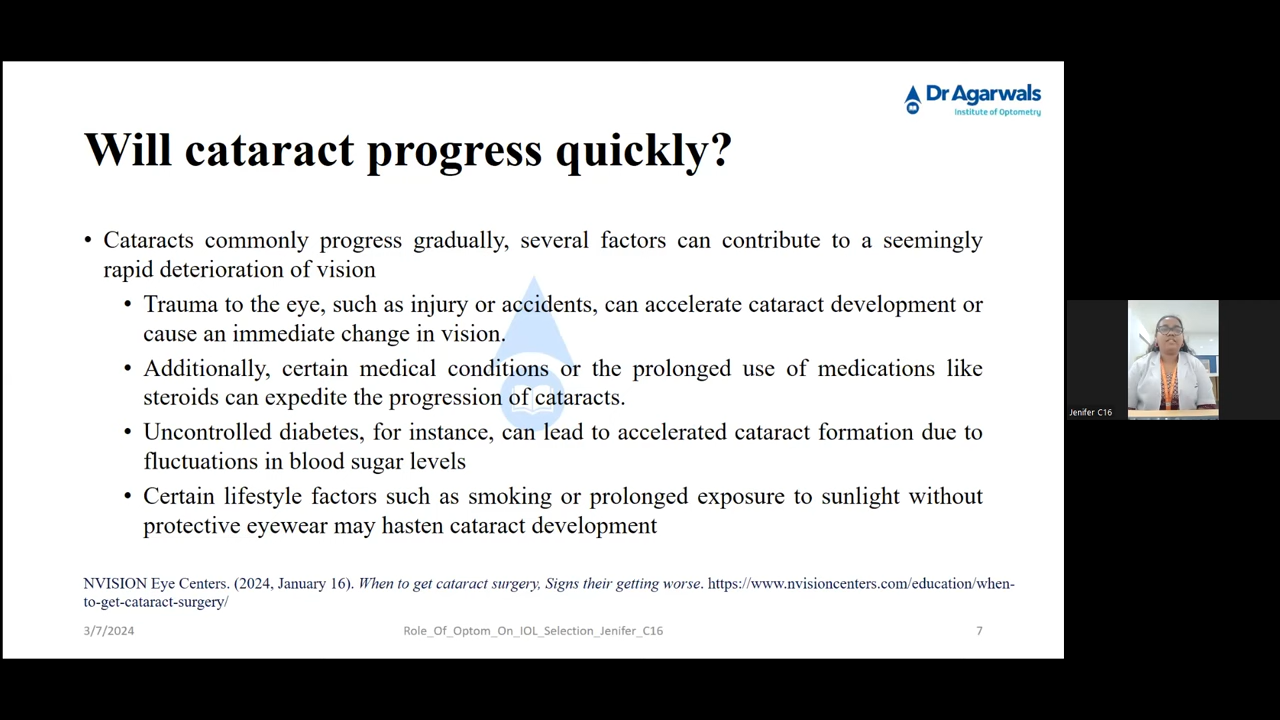 Dr Agarwals
Institute of Optometry
Will cataract progress quickly?
• Cataracts commonly progress gradually, several factors can contribute to a seemingly
rapid deterioration of vision
• Trauma to the eye, such as injury or accidents, can accelerate cataract development or
cause an immediate change in vision.
• Additionally, certain medical conditions or the prolonged use of medications like
steroids can expedite the progression of cataracts.
• Uncontrolled diabetes, for instance, can lead to accelerated cataract formation due to
fluctuations in blood sugar levels
• Certain lifestyle factors such as smoking or prolonged exposure to sunlight without
protective eyewear may hasten cataract development
NVISION Eye Centers. (2024, January 16). When to get cataract surgery, Signs their getting worse. https://www.nvisioncenters.com/education/when-
to-get-cataract-surgery/
3/7/2024 Role_Of_Optom_On_IOL_Selection_Jenifer_C16 7
Jenifer C16